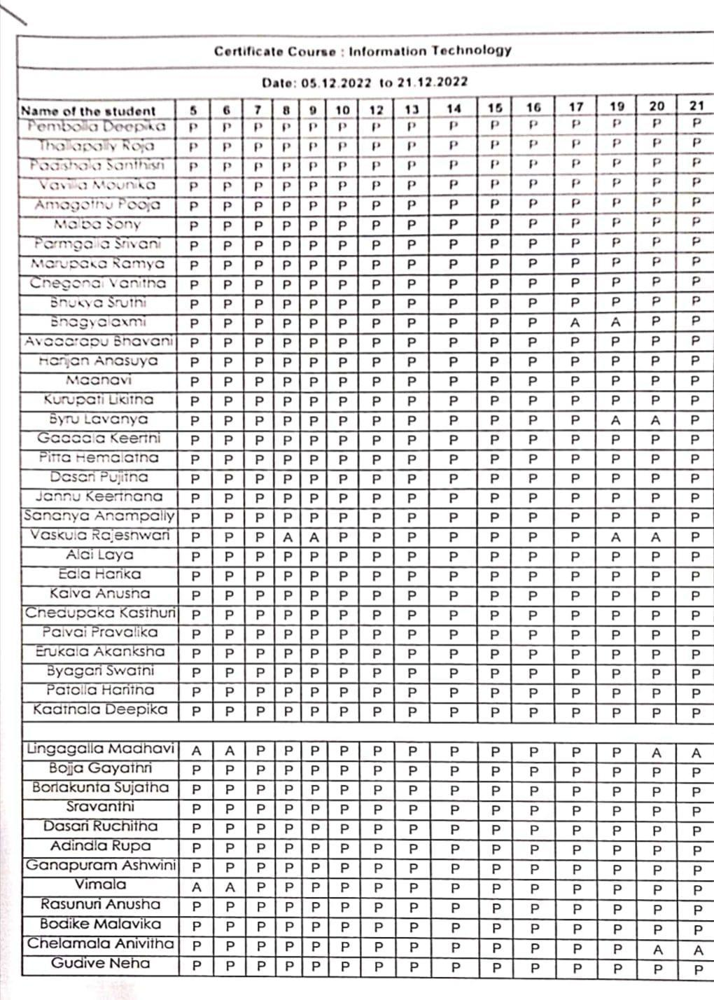 Certificate Course : Information Technology
Date: 05.12.2022 to 21.12.2022
Name of the student 5 6 7 8 9 10 12 13 14 15 16 17 19 20 21
Pembolla Deepika P P P P P P P P P P P P P P P
Thallapally Roja P P P P P P P P P P P P P P P
Padishala Santhisri P P P P P P P P P P P P P P P
Vavilla Mounika P P P P P P P P P P P P P P P
Amagothu Pooja P P P P P P P P P P P P P P P
Malba Sony P P P P P P P P P P P P P P P
Parmgalla Srivani P P P P P P P P P P P P P P P
Marupaka Ramya P P P P P P P P P P P P P P P
Chegondi Vanitha P P P P P P P P P P P P P P P
Bhukya Sruthi P P P P P P P P P P P P P P P
Bhagyalaxmi P P P P P P P P P P P A A P P
Avadarapu Bhavani P P P P P P P P P P P P P P P
Harijan Anasuya P P P P P P P P P P P P P P P
Maanavi P P P P P P P P P P P P P P P
Kurupati Likitha P P P P P P P P P P P P P P P
Byru Lavanya P P P P P P P P P P P P A A P
Gaddala Keerthi P P P P P P P P P P P P P P P
Pitta Hemalatha P P P P P P P P P P P P P P P
Dasari Pujitha P P P P P P P P P P P P P P P
Jannu Keerthana P P P P P P P P P P P P P P P
Sananya Anampally P P P P P P P P P P P P P P P
Vaskula Rajeshwari P P P A A P P P P P P P A A P
Aldi Laya P P P P P P P P P P P P P P P
Edla Harika P P P P P P P P P P P P P P P
Kalva Anusha P P P P P P P P P P P P P P P
Chedupaka Kasthuri P P P P P P P P P P P P P P P
Palvai Pravalika P P P P P P P P P P P P P P P
Erukala Akanksha P P P P P P P P P P P P P P P
Byagari Swathi P P P P P P P P P P P P P P P
Patolla Haritha P P P P P P P P P P P P P P P
Kadthala Deepika P P P P P P P P P P P P P P P
Lingagalla Madhavi A A P P P P P P P P P P P A A
Bojja Gayathri P P P P P P P P P P P P P P P
Borlakunta Sujatha P P P P P P P P P P P P P P P
Sravanthi P P P P P P P P P P P P P P P
Dasari Ruchitha P P P P P P P P P P P P P P P
Adindla Rupa P P P P P P P P P P P P P P P
Ganapuram Ashwini P P P P P P P P P P P P P P P
Vimala A A P P P P P P P P P P P P P
Rasunuri Anusha P P P P P P P P P P P P P P P
Bodike Malavika P P P P P P P P P P P P P P P
Chelamala Anivitha P P P P P P P P P P P P P A A
Gudive Neha P P P P P P P P P P P P P P P